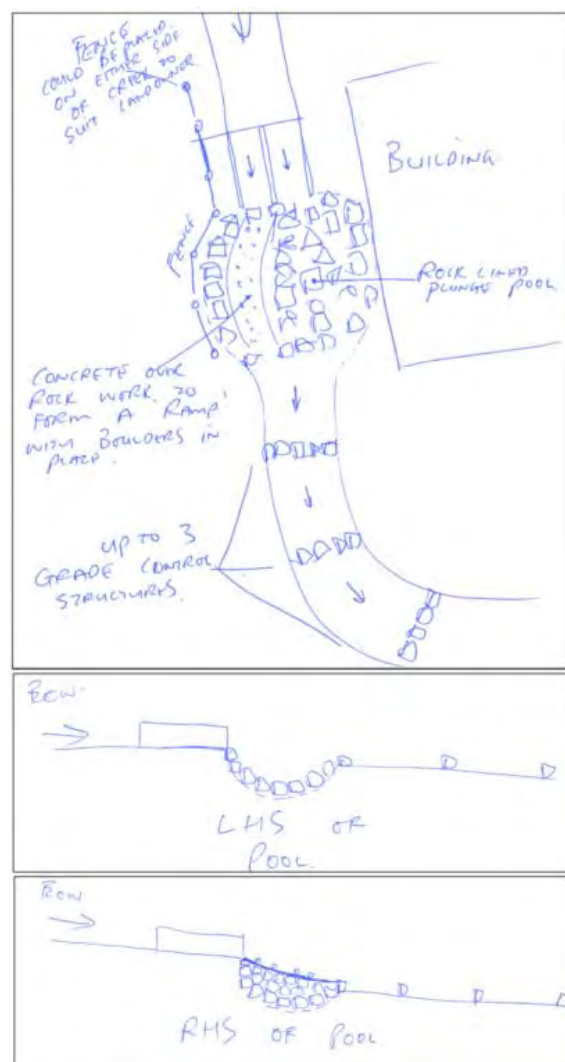 FENCE
COULD BE PLACED
ON EITHER SIDE
OF CREEK TO
SUIT LANDOWNER
BUILDING
FENCE
ROCK LINED
PLUNGE POOL
CONCRETE OVER
ROCK WORK TO
FORM A RAMP
WITH BOULDERS IN
PLACE.
UP TO 3
GRADE CONTROL
STRUCTURES.
FLOW
LHS OF
POOL
FLOW
RHS OF POOL